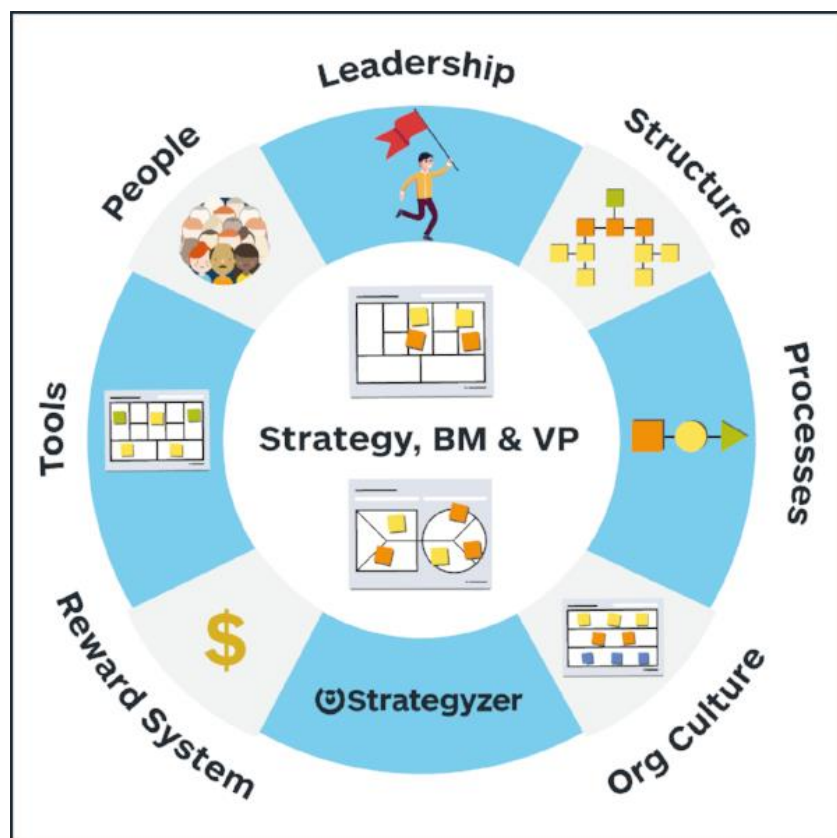 Leadership
Structure
Processes
Org Culture
Strategyzer
Reward System
Tools
People
Strategy, BM & VP
$